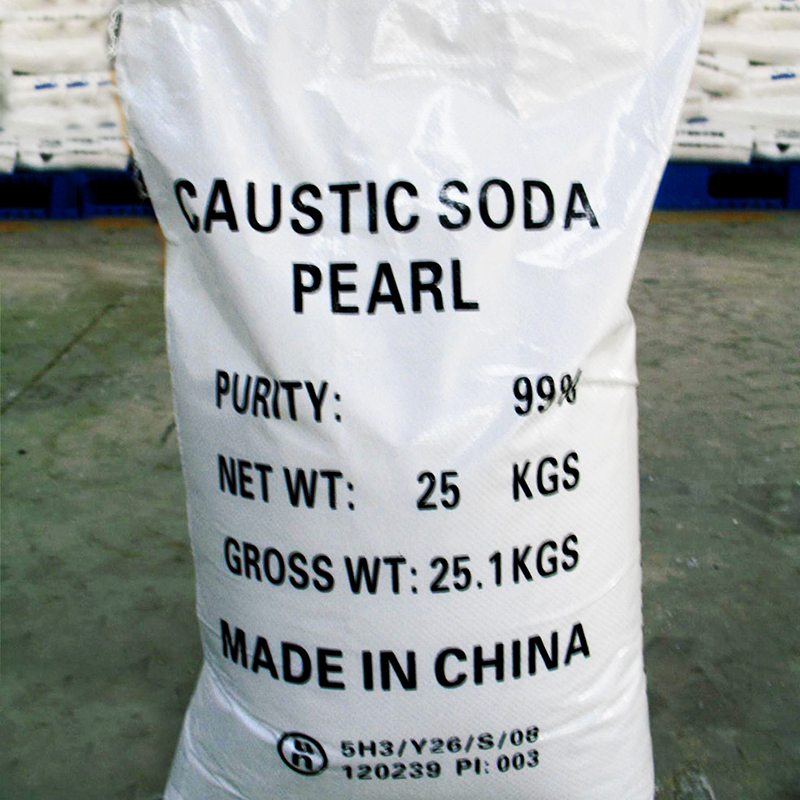 CAUSTIC SODA
PEARL
PURITY: 99%
NET WT: 25 KGS
GROSS WT: 25.1KGS
MADE IN CHINA
un 5H3/Y26/S/08
120239 PI: 003